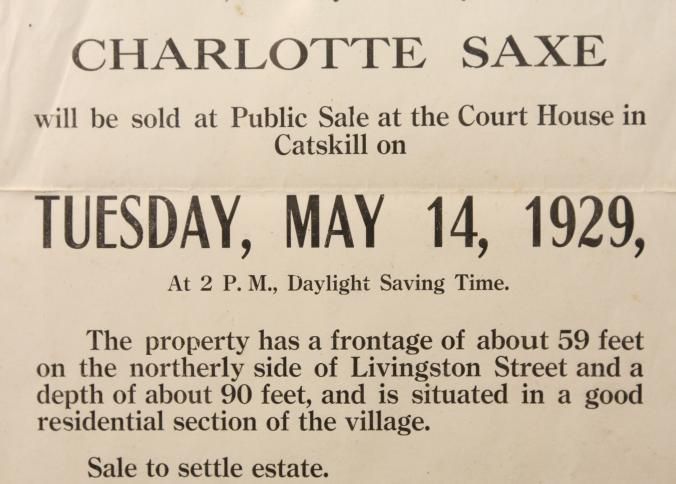 CHARLOTTE SAXE
will be sold at Public Sale at the Court House in
Catskill on
TUESDAY, MAY 14, 1929,
At 2 P. M., Daylight Saving Time.
The property has a frontage of about 59 feet
on the northerly side of Livingston Street and a
depth of about 90 feet, and is situated in a good
residential section of the village.
Sale to settle estate.